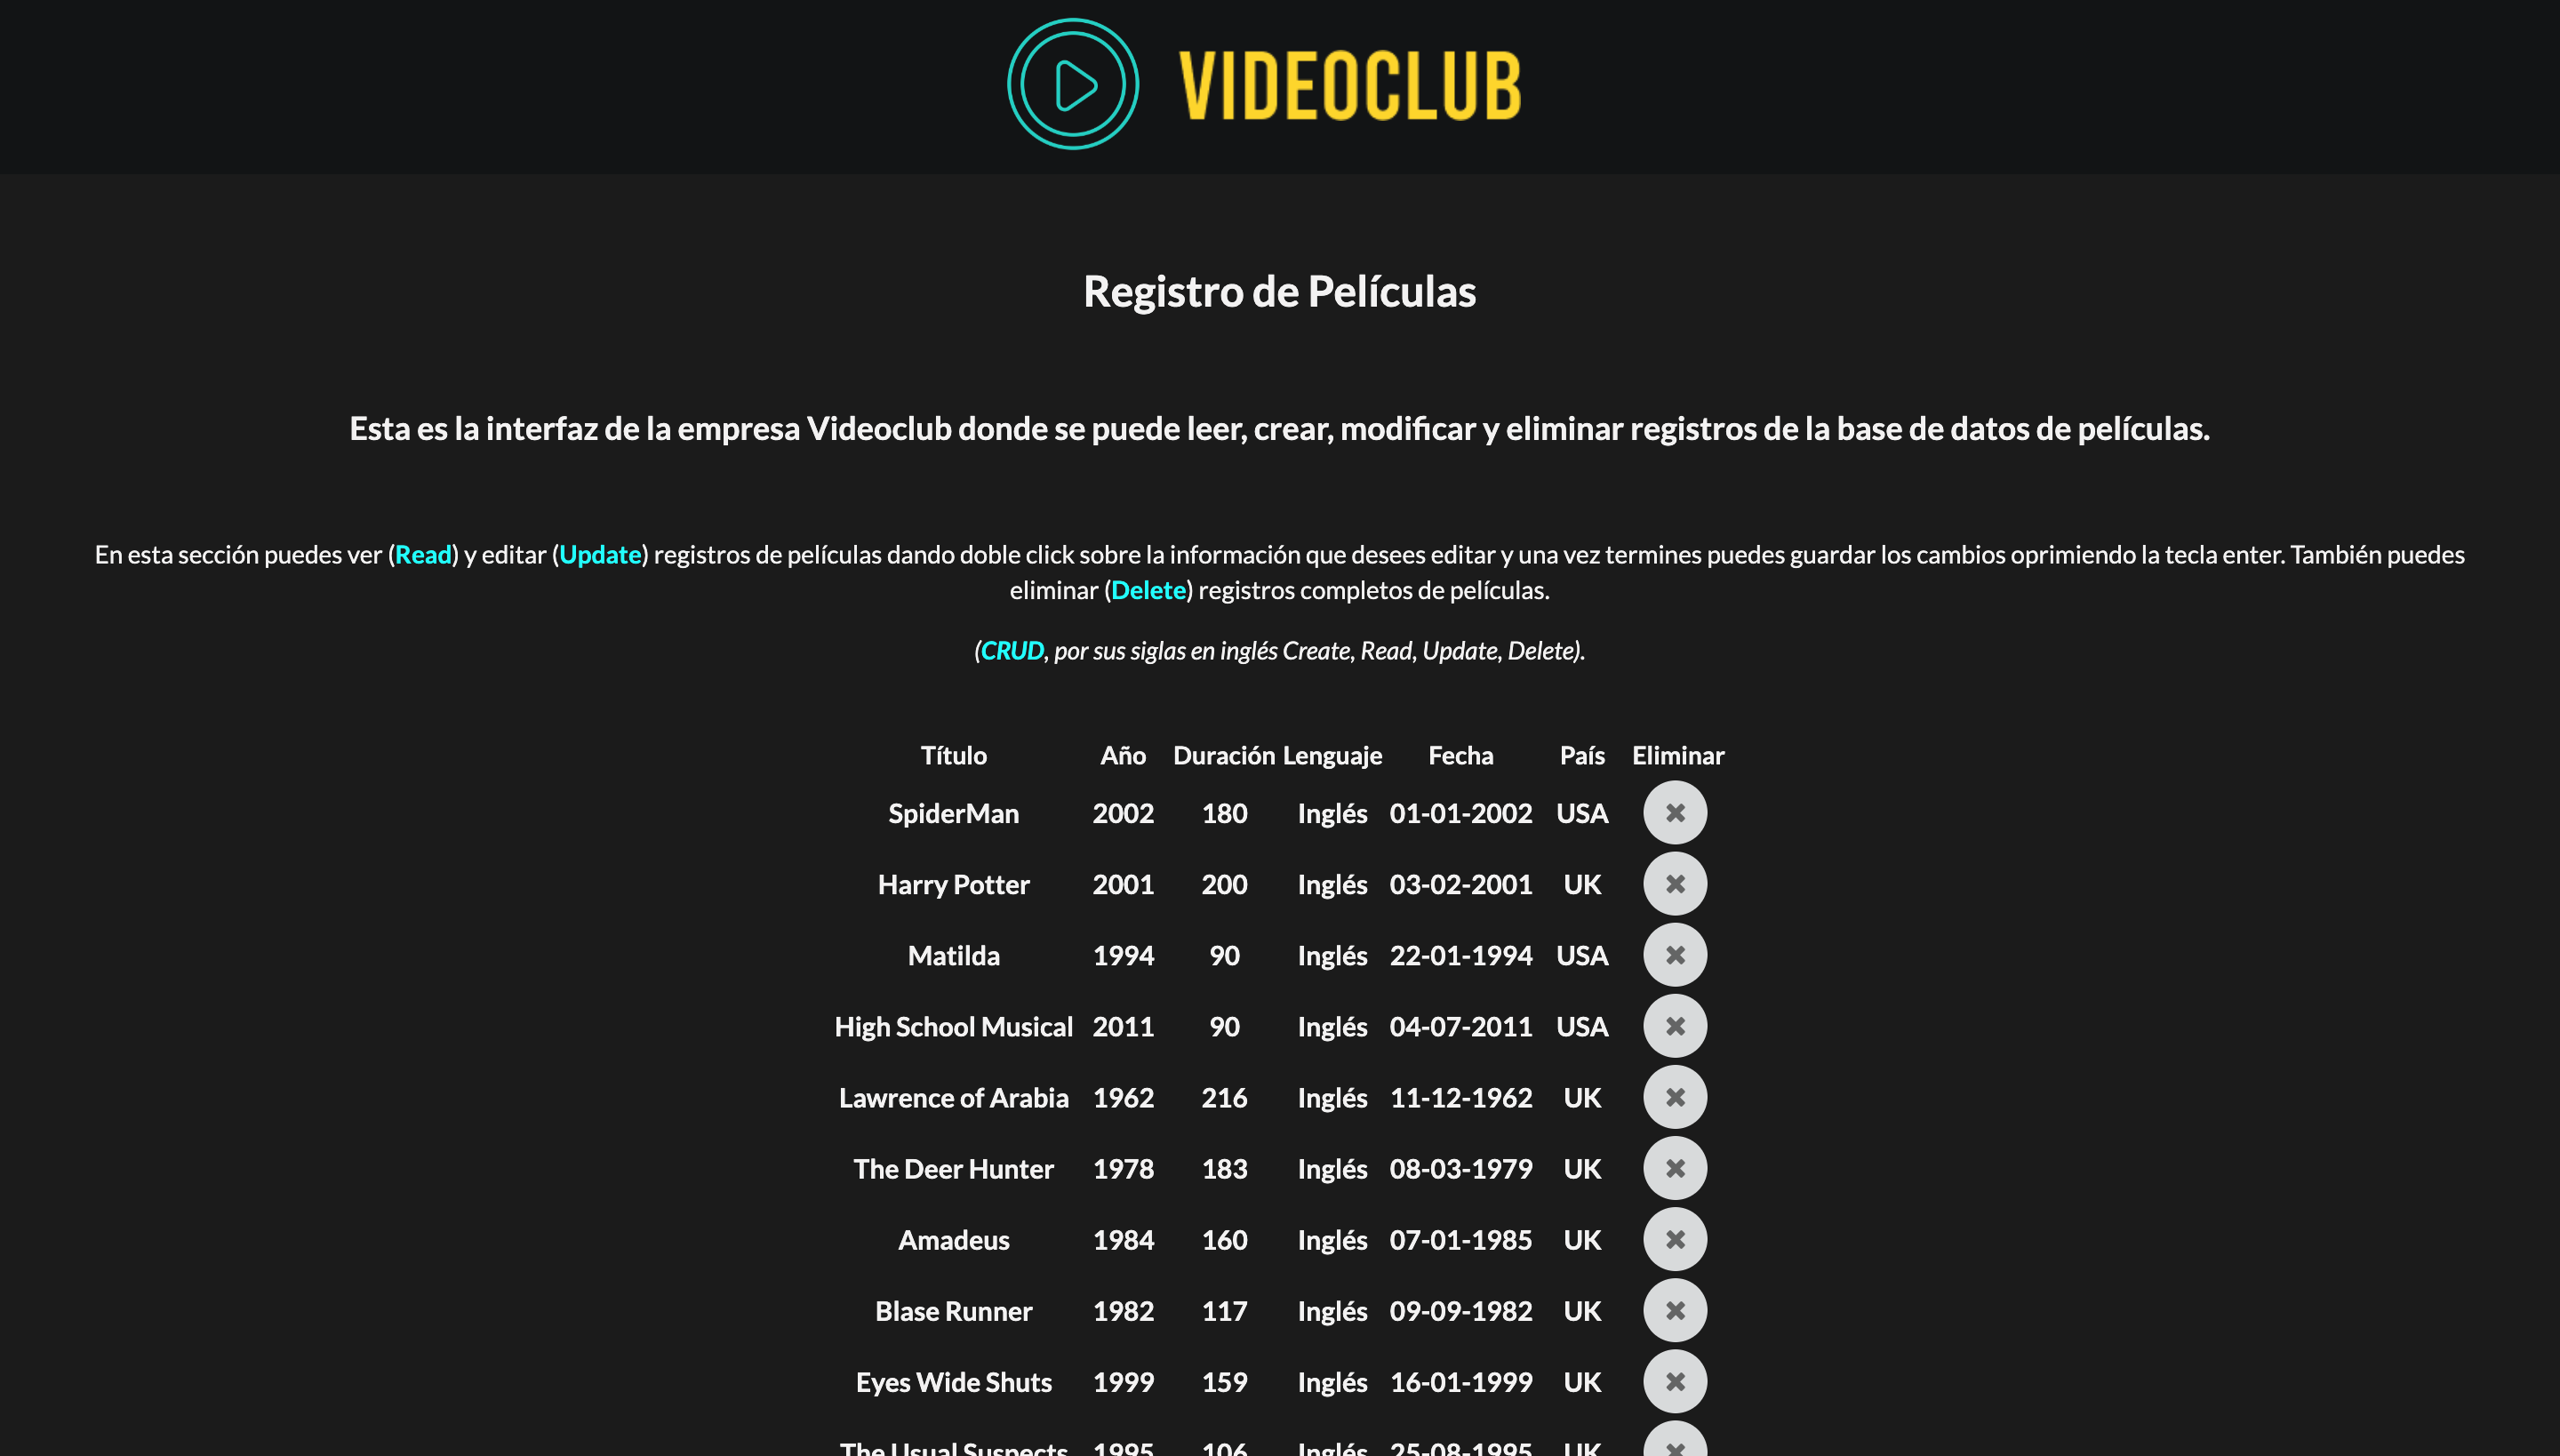 VIDEOCLUB
Registro de Películas
Esta es la interfaz de la empresa Videoclub donde se puede leer, crear, modificar y eliminar registros de la base de datos de películas.
En esta sección puedes ver (Read) y editar (Update) registros de películas dando doble click sobre la información que desees editar y una vez termines puedes guardar los cambios oprimiendo la tecla enter. También puedes
eliminar (Delete) registros completos de películas.
(CRUD, por sus siglas en inglés Create, Read, Update, Delete).
Título Año Duración Lenguaje Fecha País Eliminar
SpiderMan 2002 180 Inglés 01-01-2002 USA
Harry Potter 2001 200 Inglés 03-02-2001 UK
Matilda 1994 90 Inglés 22-01-1994 USA
High School Musical 2011 90 Inglés 04-07-2011 USA
Lawrence of Arabia 1962 216 Inglés 11-12-1962 UK
The Deer Hunter 1978 183 Inglés 08-03-1979 UK
Amadeus 1984 160 Inglés 07-01-1985 UK
Blase Runner 1982 117 Inglés 09-09-1982 UK
Eyes Wide Shuts 1999 159 Inglés 16-01-1999 UK
The Usual Suspects 1995 106 Inglés 25-08-1995 UK